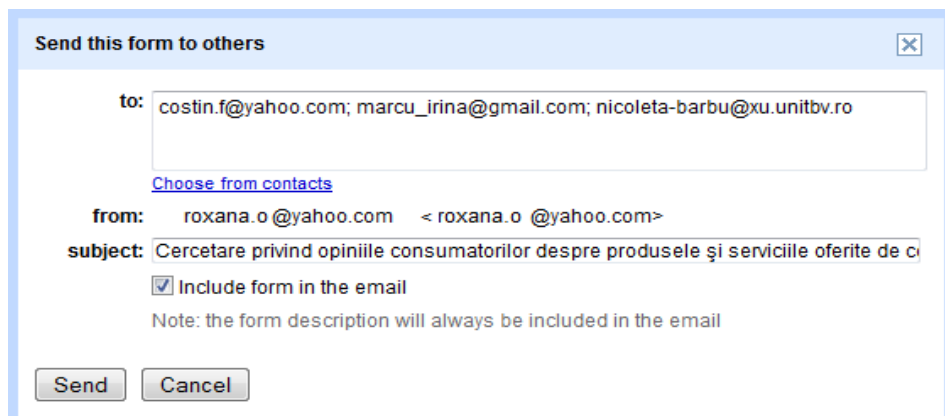 Send this form to others
to: costin.f@yahoo.com; marcu_irina@gmail.com; nicoleta-barbu@xu.unitbv.ro
Choose from contacts
from: roxana.o @yahoo.com < roxana.o @yahoo.com>
subject: Cercetare privind opiniile consumatorilor despre produsele şi serviciile oferite de
Include form in the email
Note: the form description will always be included in the email
Send Cancel